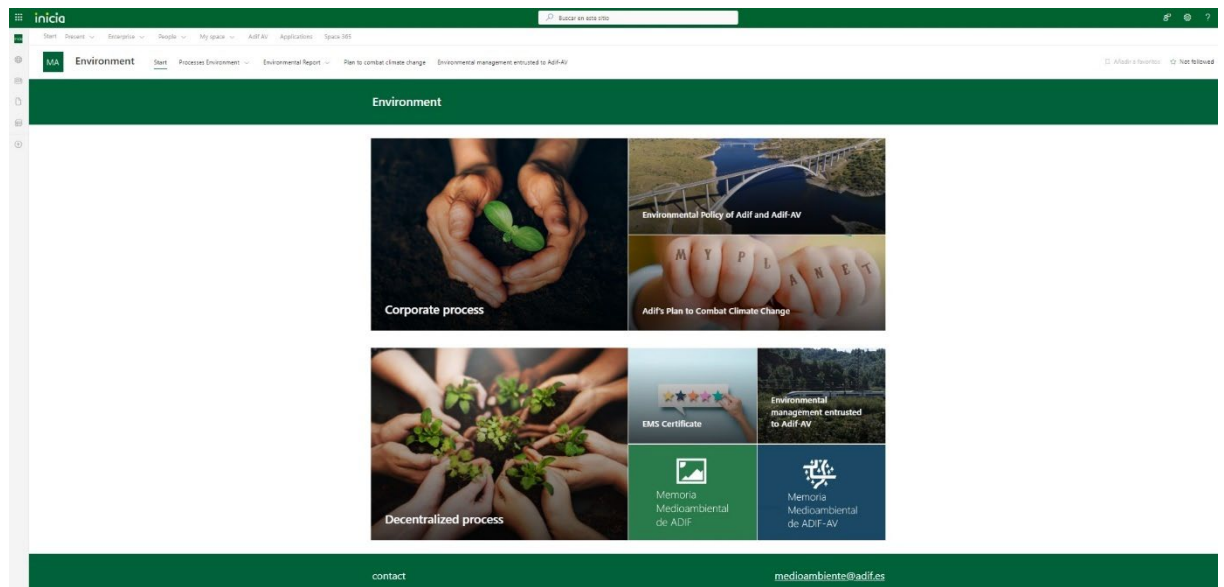 inicia
Buscar en este sitio
?
Start Present Enterprise People My space Adif AV Applications Space 365
MA Environment Start Processes Environment Environmental Report Plan to combat climate change Environmental management entrusted to Adif-AV Añadir a favoritos Not followed
Environment
Environmental Policy of Adif and Adif-AV
MY PLANET
Corporate process
Adif's Plan to Combat Climate Change
Environmental
management entrusted
to Adif-AV
EMS Certificate
Memoria
Medioambiental
de ADIF
Memoria
Medioambiental
de ADIF-AV
Decentralized process
contact medioambiente@adif.es